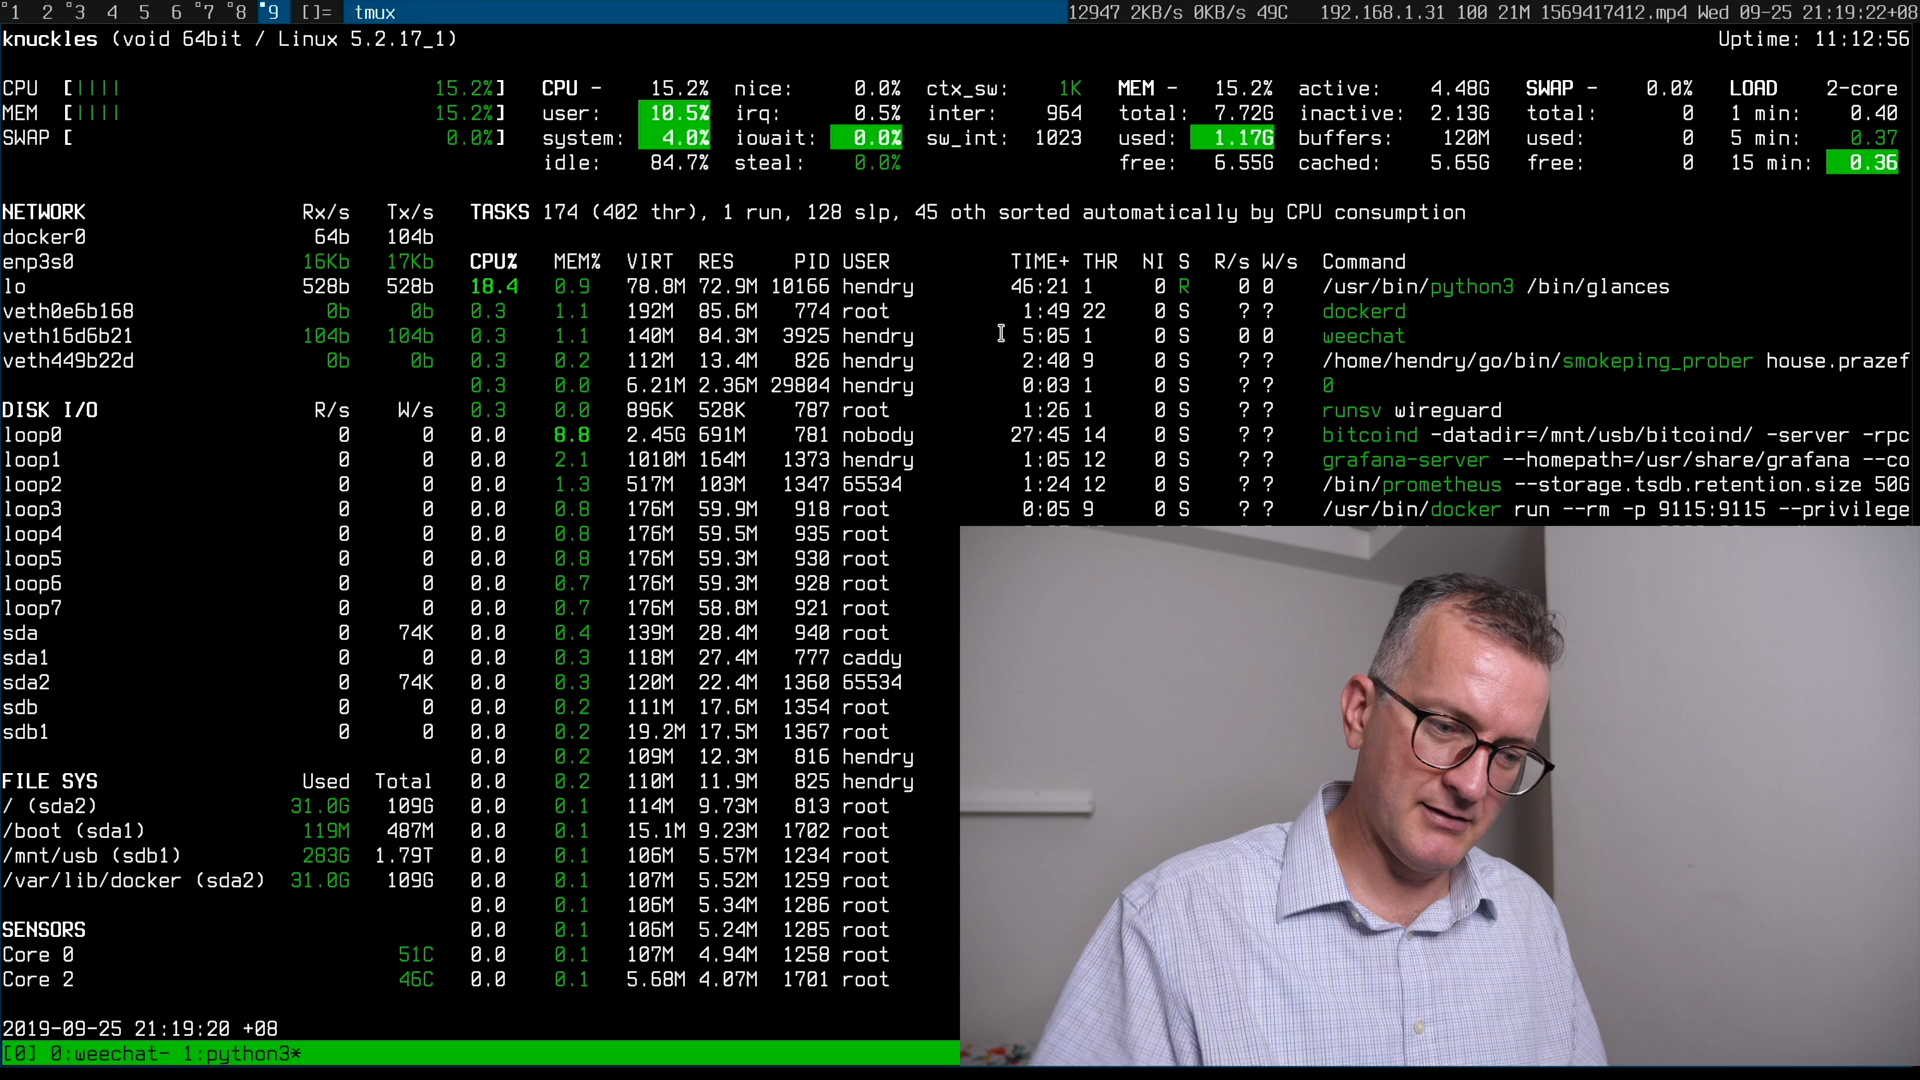 1 2 3 4 5 6 7 8 9 []= tmux 12947 2KB/s 0KB/s 49C 192.168.1.31 100 21M 1569417412.mp4 Wed 09-25 21:19:22+08
knuckles (void 64bit / Linux 5.2.17_1) Uptime: 11:12:56
CPU [|||| 15.2%] CPU - 15.2% nice: 0.0% ctx_sw: 1K MEM - 15.2% active: 4.48G SWAP - 0.0% LOAD 2-core
MEM [|||| 15.2%] user: 10.5% irq: 0.5% inter: 964 total: 7.72G inactive: 2.13G total: 0 1 min: 0.40
SWAP [ 0.0%] system: 4.0% iowait: 0.0% sw_int: 1023 used: 1.17G buffers: 120M used: 0 5 min: 0.37
idle: 84.7% steal: 0.0% free: 6.55G cached: 5.65G free: 0 15 min: 0.36
NETWORK Rx/s Tx/s TASKS 174 (402 thr), 1 run, 128 slp, 45 oth sorted automatically by CPU consumption
docker0 64b 104b
enp3s0 16Kb 17Kb CPU% MEM% VIRT RES PID USER TIME+ THR NI S R/s W/s Command
lo 528b 528b 18.4 0.9 78.8M 72.9M 10166 hendry 46:21 1 0 R 0 0 /usr/bin/python3 /bin/glances
veth0e6b168 0b 0b 0.3 1.1 192M 85.6M 774 root 1:49 22 0 S ? ? dockerd
veth16d6b21 104b 104b 0.3 1.1 140M 84.3M 3925 hendry 5:05 1 0 S 0 0 weechat
veth449b22d 0b 0b 0.3 0.2 112M 13.4M 826 hendry 2:40 9 0 S ? ? /home/hendry/go/bin/smokeping_prober house.prazef
0.3 0.0 6.21M 2.36M 29804 hendry 0:03 1 0 S ? ? 0
DISK I/O R/s W/s 0.3 0.0 896K 528K 787 root 1:26 1 0 S ? ? runsv wireguard
loop0 0 0 0.0 8.8 2.45G 691M 781 nobody 27:45 14 0 S ? ? bitcoind -datadir=/mnt/usb/bitcoind/ -server -rpc
loop1 0 0 0.0 2.1 1010M 164M 1373 hendry 1:05 12 0 S ? ? grafana-server --homepath=/usr/share/grafana --co
loop2 0 0 0.0 1.3 517M 103M 1347 65534 1:24 12 0 S ? ? /bin/prometheus --storage.tsdb.retention.size 50G
loop3 0 0 0.0 0.8 176M 59.9M 918 root 0:05 9 0 S ? ? /usr/bin/docker run --rm -p 9115:9115 --privilege
loop4 0 0 0.0 0.8 176M 59.5M 935 root
loop5 0 0 0.0 0.8 176M 59.3M 930 root
loop6 0 0 0.0 0.7 176M 59.3M 928 root
loop7 0 0 0.0 0.7 176M 58.8M 921 root
sda 0 74K 0.0 0.4 139M 28.4M 940 root
sda1 0 0 0.0 0.3 118M 27.4M 777 caddy
sda2 0 74K 0.0 0.3 120M 22.4M 1360 65534
sdb 0 0 0.0 0.2 111M 17.6M 1354 root
sdb1 0 0 0.0 0.2 19.2M 17.5M 1367 root
0.0 0.2 109M 12.3M 816 hendry
FILE SYS Used Total 0.0 0.2 110M 11.9M 825 hendry
/ (sda2) 31.0G 109G 0.0 0.1 114M 9.73M 813 root
/boot (sda1) 119M 487M 0.0 0.1 15.1M 9.23M 1702 root
/mnt/usb (sdb1) 283G 1.79T 0.0 0.1 106M 5.57M 1234 root
/var/lib/docker (sda2) 31.0G 109G 0.0 0.1 107M 5.52M 1259 root
0.0 0.1 106M 5.34M 1286 root
SENSORS 0.0 0.1 106M 5.24M 1285 root
Core 0 51C 0.0 0.1 107M 4.94M 1258 root
Core 2 46C 0.0 0.1 5.68M 4.07M 1701 root
2019-09-25 21:19:20 +08
[0] 0:weechat- 1:python3*